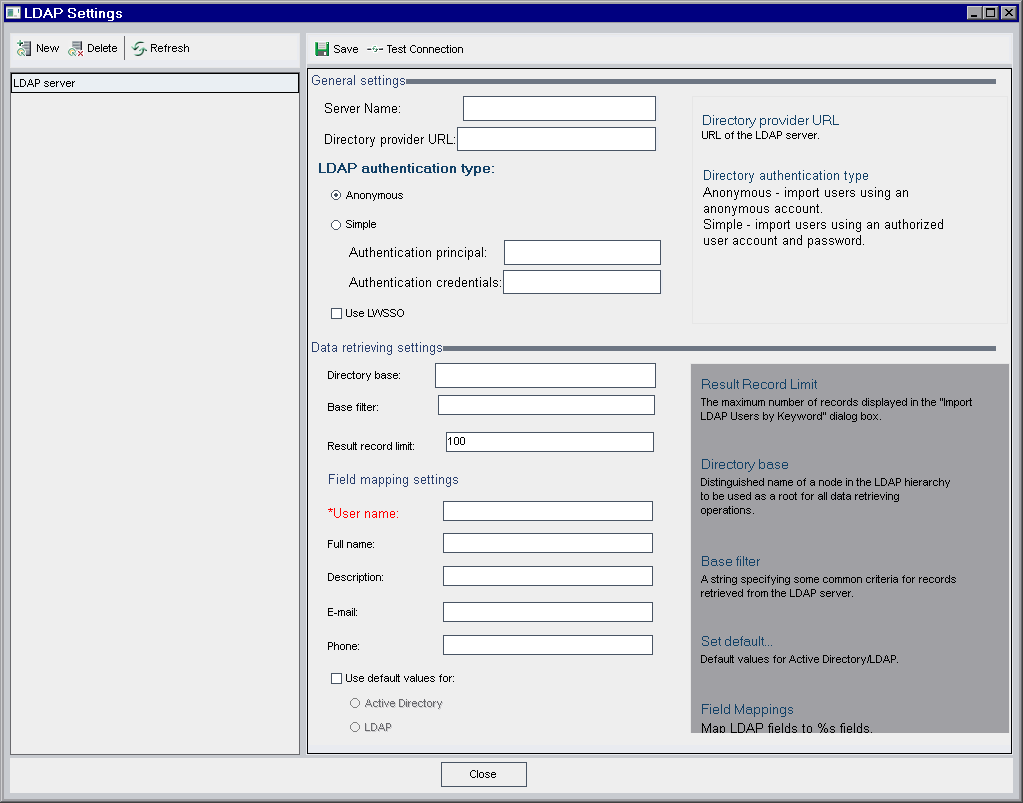 LDAP Settings
New Delete Refresh
Save Test Connection
LDAP server
General settings
Server Name:
Directory provider URL:
LDAP authentication type:
Anonymous
Simple
Authentication principal:
Authentication credentials:
Use LWSSO
Directory provider URL
URL of the LDAP server.
Directory authentication type
Anonymous - import users using an
anonymous account.
Simple - import users using an authorized
user account and password.
Data retrieving settings
Directory base:
Base filter:
Result record limit: 100
Field mapping settings
*User name:
Full name:
Description:
E-mail:
Phone:
Use default values for:
Active Directory
LDAP
Result Record Limit
The maximum number of records displayed in the "Import
LDAP Users by Keyword" dialog box.
Directory base
Distinguished name of a node in the LDAP hierarchy
to be used as a root for all data retrieving
operations.
Base filter
A string specifying some common criteria for records
retrieved from the LDAP server.
Set default...
Default values for Active Directory/LDAP.
Field Mappings
Map LDAP fields to %s fields.
Close